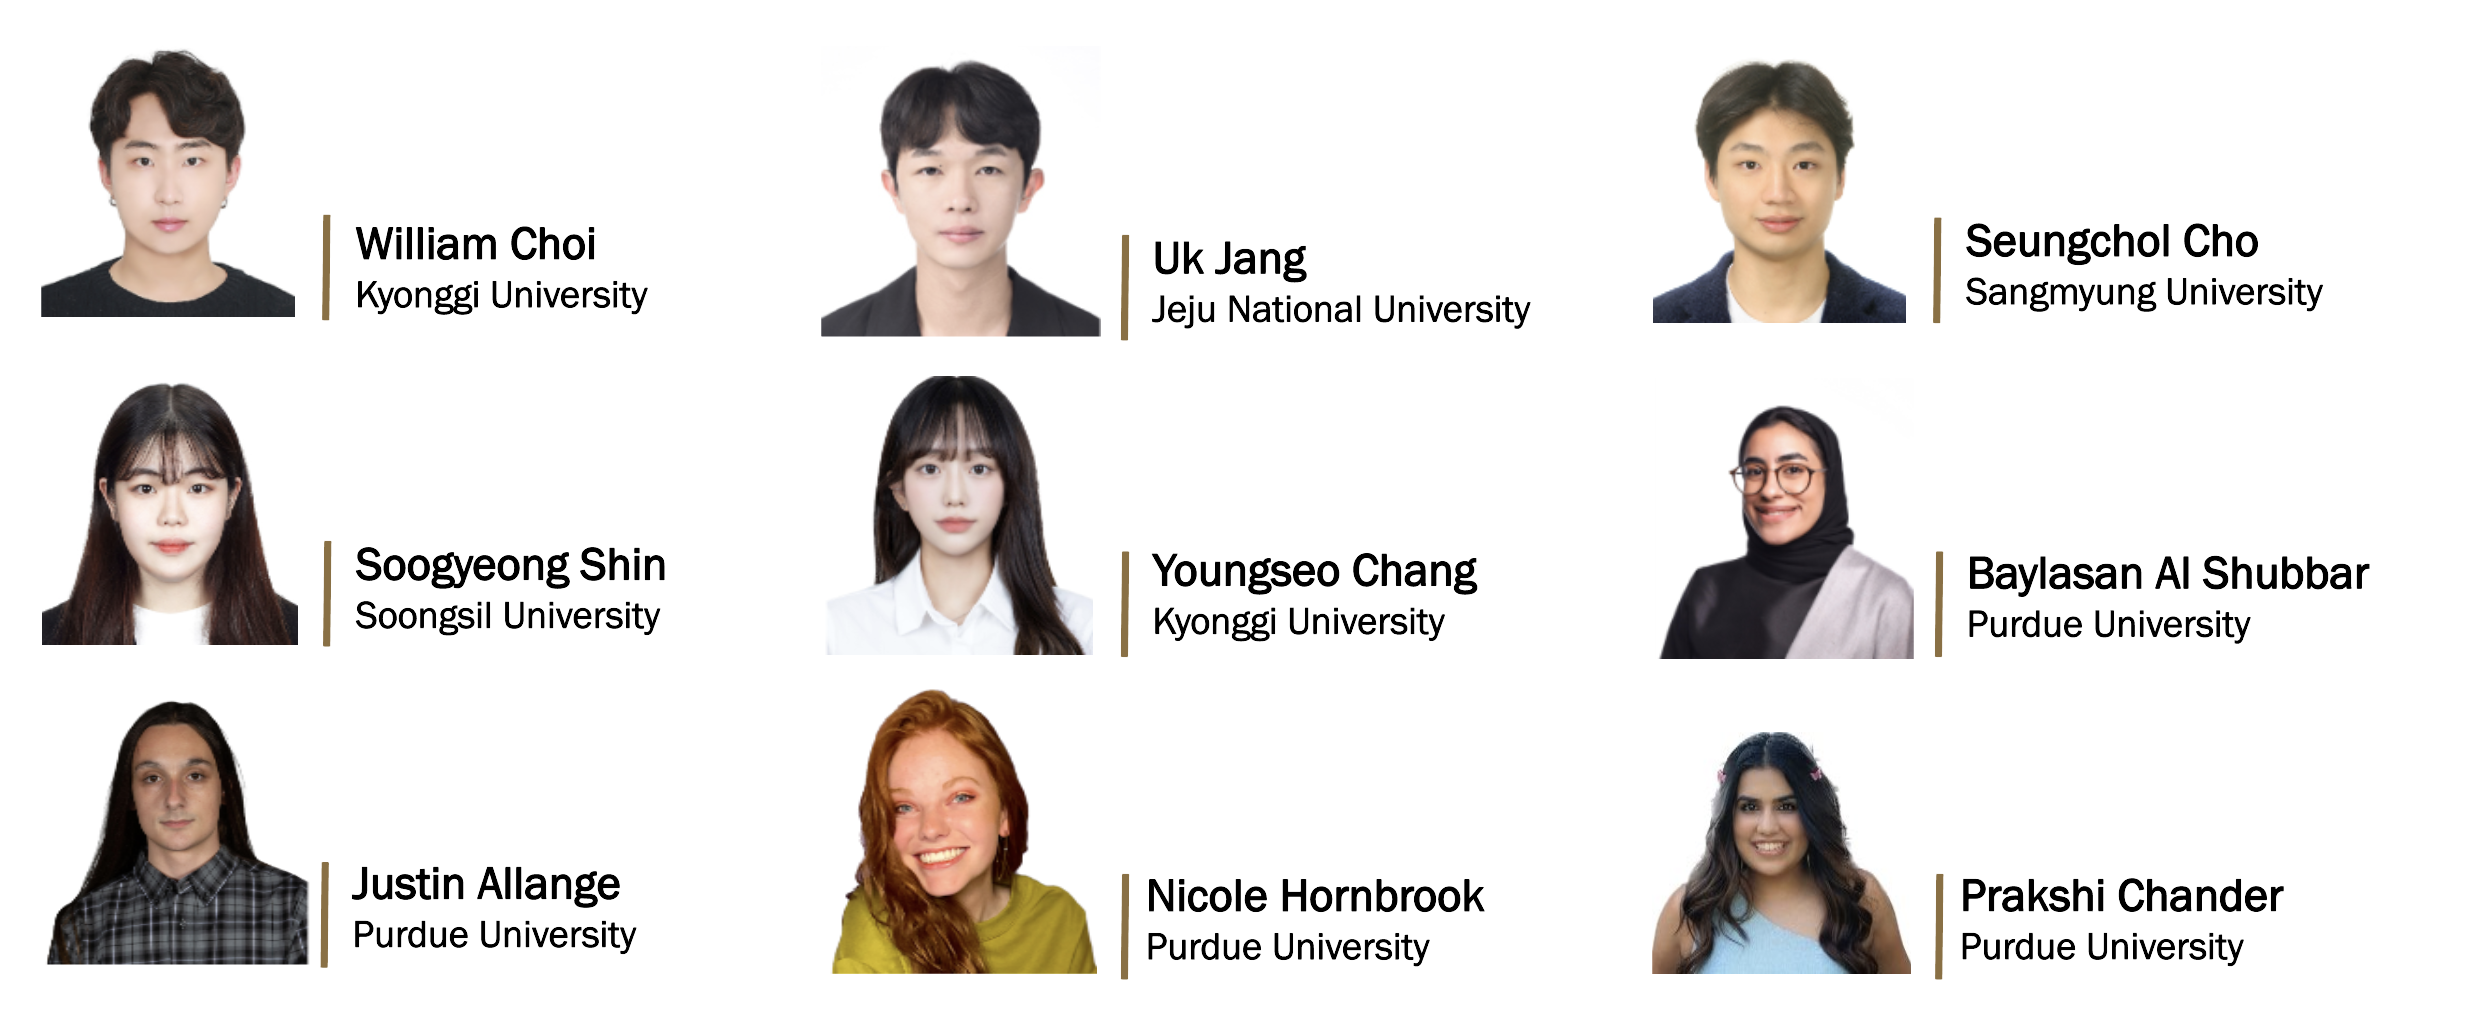 William Choi
Kyonggi University
Uk Jang
Jeju National University
Seungchol Cho
Sangmyung University
Soogyeong Shin
Soongsil University
Youngseo Chang
Kyonggi University
Baylasan Al Shubbar
Purdue University
Justin Allange
Purdue University
Nicole Hornbrook
Purdue University
Prakshi Chander
Purdue University